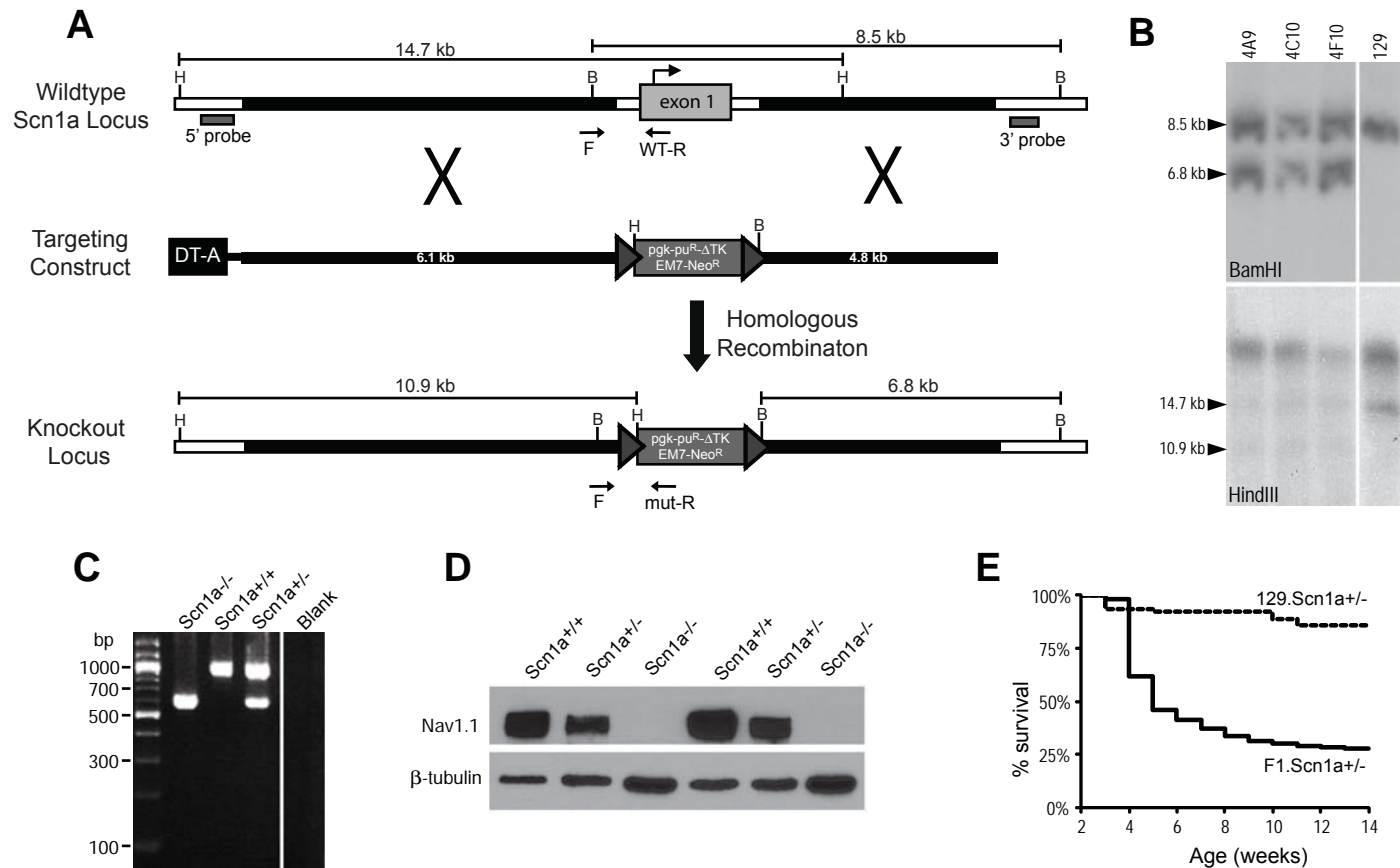 A
14.7 kb
8.5 kb
H
B
H
B
Wildtype
Scn1a Locus
exon 1
5' probe
F
WT-R
3' probe
X
X
Targeting
Construct
DT-A
6.1 kb
H
pgk-puᴿ-ΔTK
EM7-Neoᴿ
B
4.8 kb
Homologous
Recombinaton
10.9 kb
6.8 kb
Knockout
Locus
H
B
H
pgk-puᴿ-ΔTK
EM7-Neoᴿ
B
B
F
mut-R
B
4A9
4C10
4F10
129
8.5 kb
6.8 kb
BamHI
14.7 kb
10.9 kb
HindIII
C
Scn1a-/-
Scn1a+/+
Scn1a+/-
Blank
bp
1000
700
500
300
100
D
Scn1a+/+
Scn1a+/-
Scn1a-/-
Scn1a+/+
Scn1a+/-
Scn1a-/-
Nav1.1
β-tubulin
E
% survival
100%
75%
50%
25%
0%
129.Scn1a+/-
F1.Scn1a+/-
2
4
6
8
10
12
14
Age (weeks)